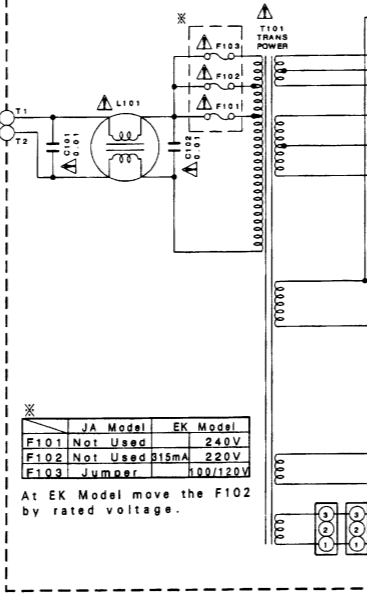 ※
T101
TRANS
POWER
F103
F102
F101
T1
T2
L101
C101
0.01
C102
0.01
※
JA Model EK Model
F101 Not Used 240V
F102 Not Used 315mA 220V
F103 Jumper 100/120V
At EK Model move the F102
by rated voltage.
3 3
2 2
1 1